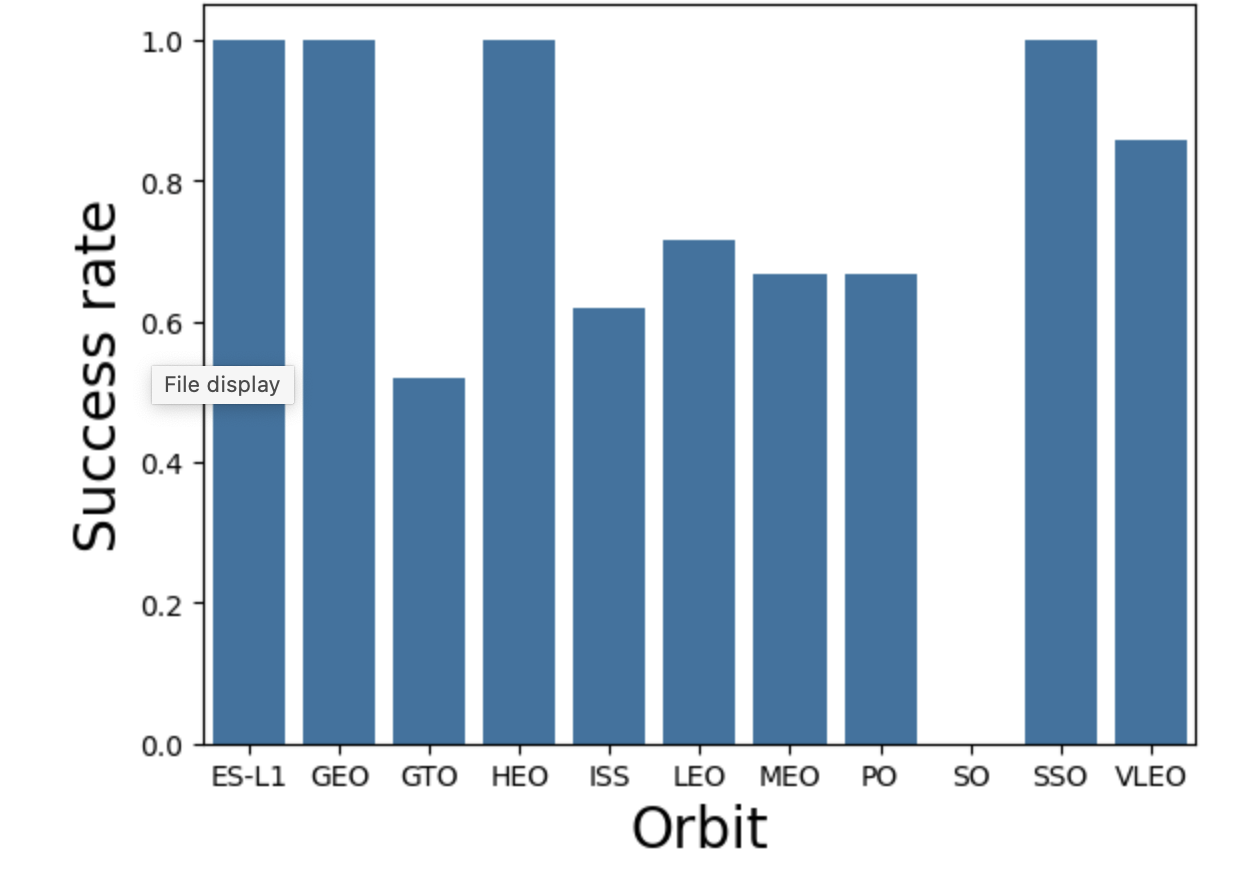 1.0
0.8
0.6
0.4
0.2
0.0
Success rate
File display
ES-L1 GEO GTO HEO ISS LEO MEO PO SO SSO VLEO
Orbit